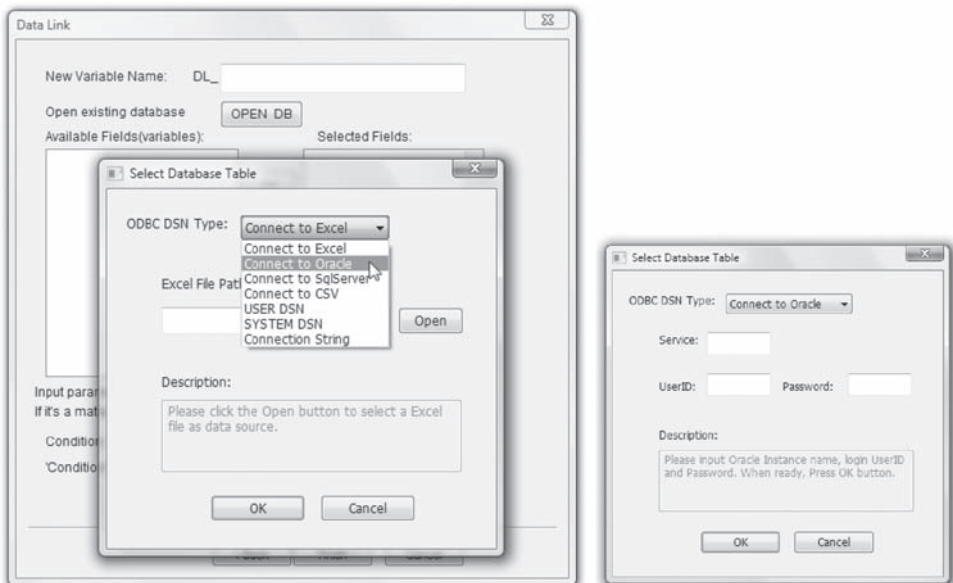 Data Link
New Variable Name: DL_
Open existing database OPEN DB
Available Fields(variables): Selected Fields:
Select Database Table
ODBC DSN Type: Connect to Excel
Connect to Excel
Connect to Oracle
Connect to SqlServer
Connect to CSV
USER DSN
SYSTEM DSN
Connection String
Excel File Pat
Open
Description:
Please click the Open button to select a Excel
file as data source.
OK Cancel
Input parar
If it's a mat
Condition
'Conditio
Select Database Table
ODBC DSN Type: Connect to Oracle
Service:
UserID: Password:
Description:
Please input Oracle Instance name, login UserID
and Password. When ready, Press OK button.
OK Cancel